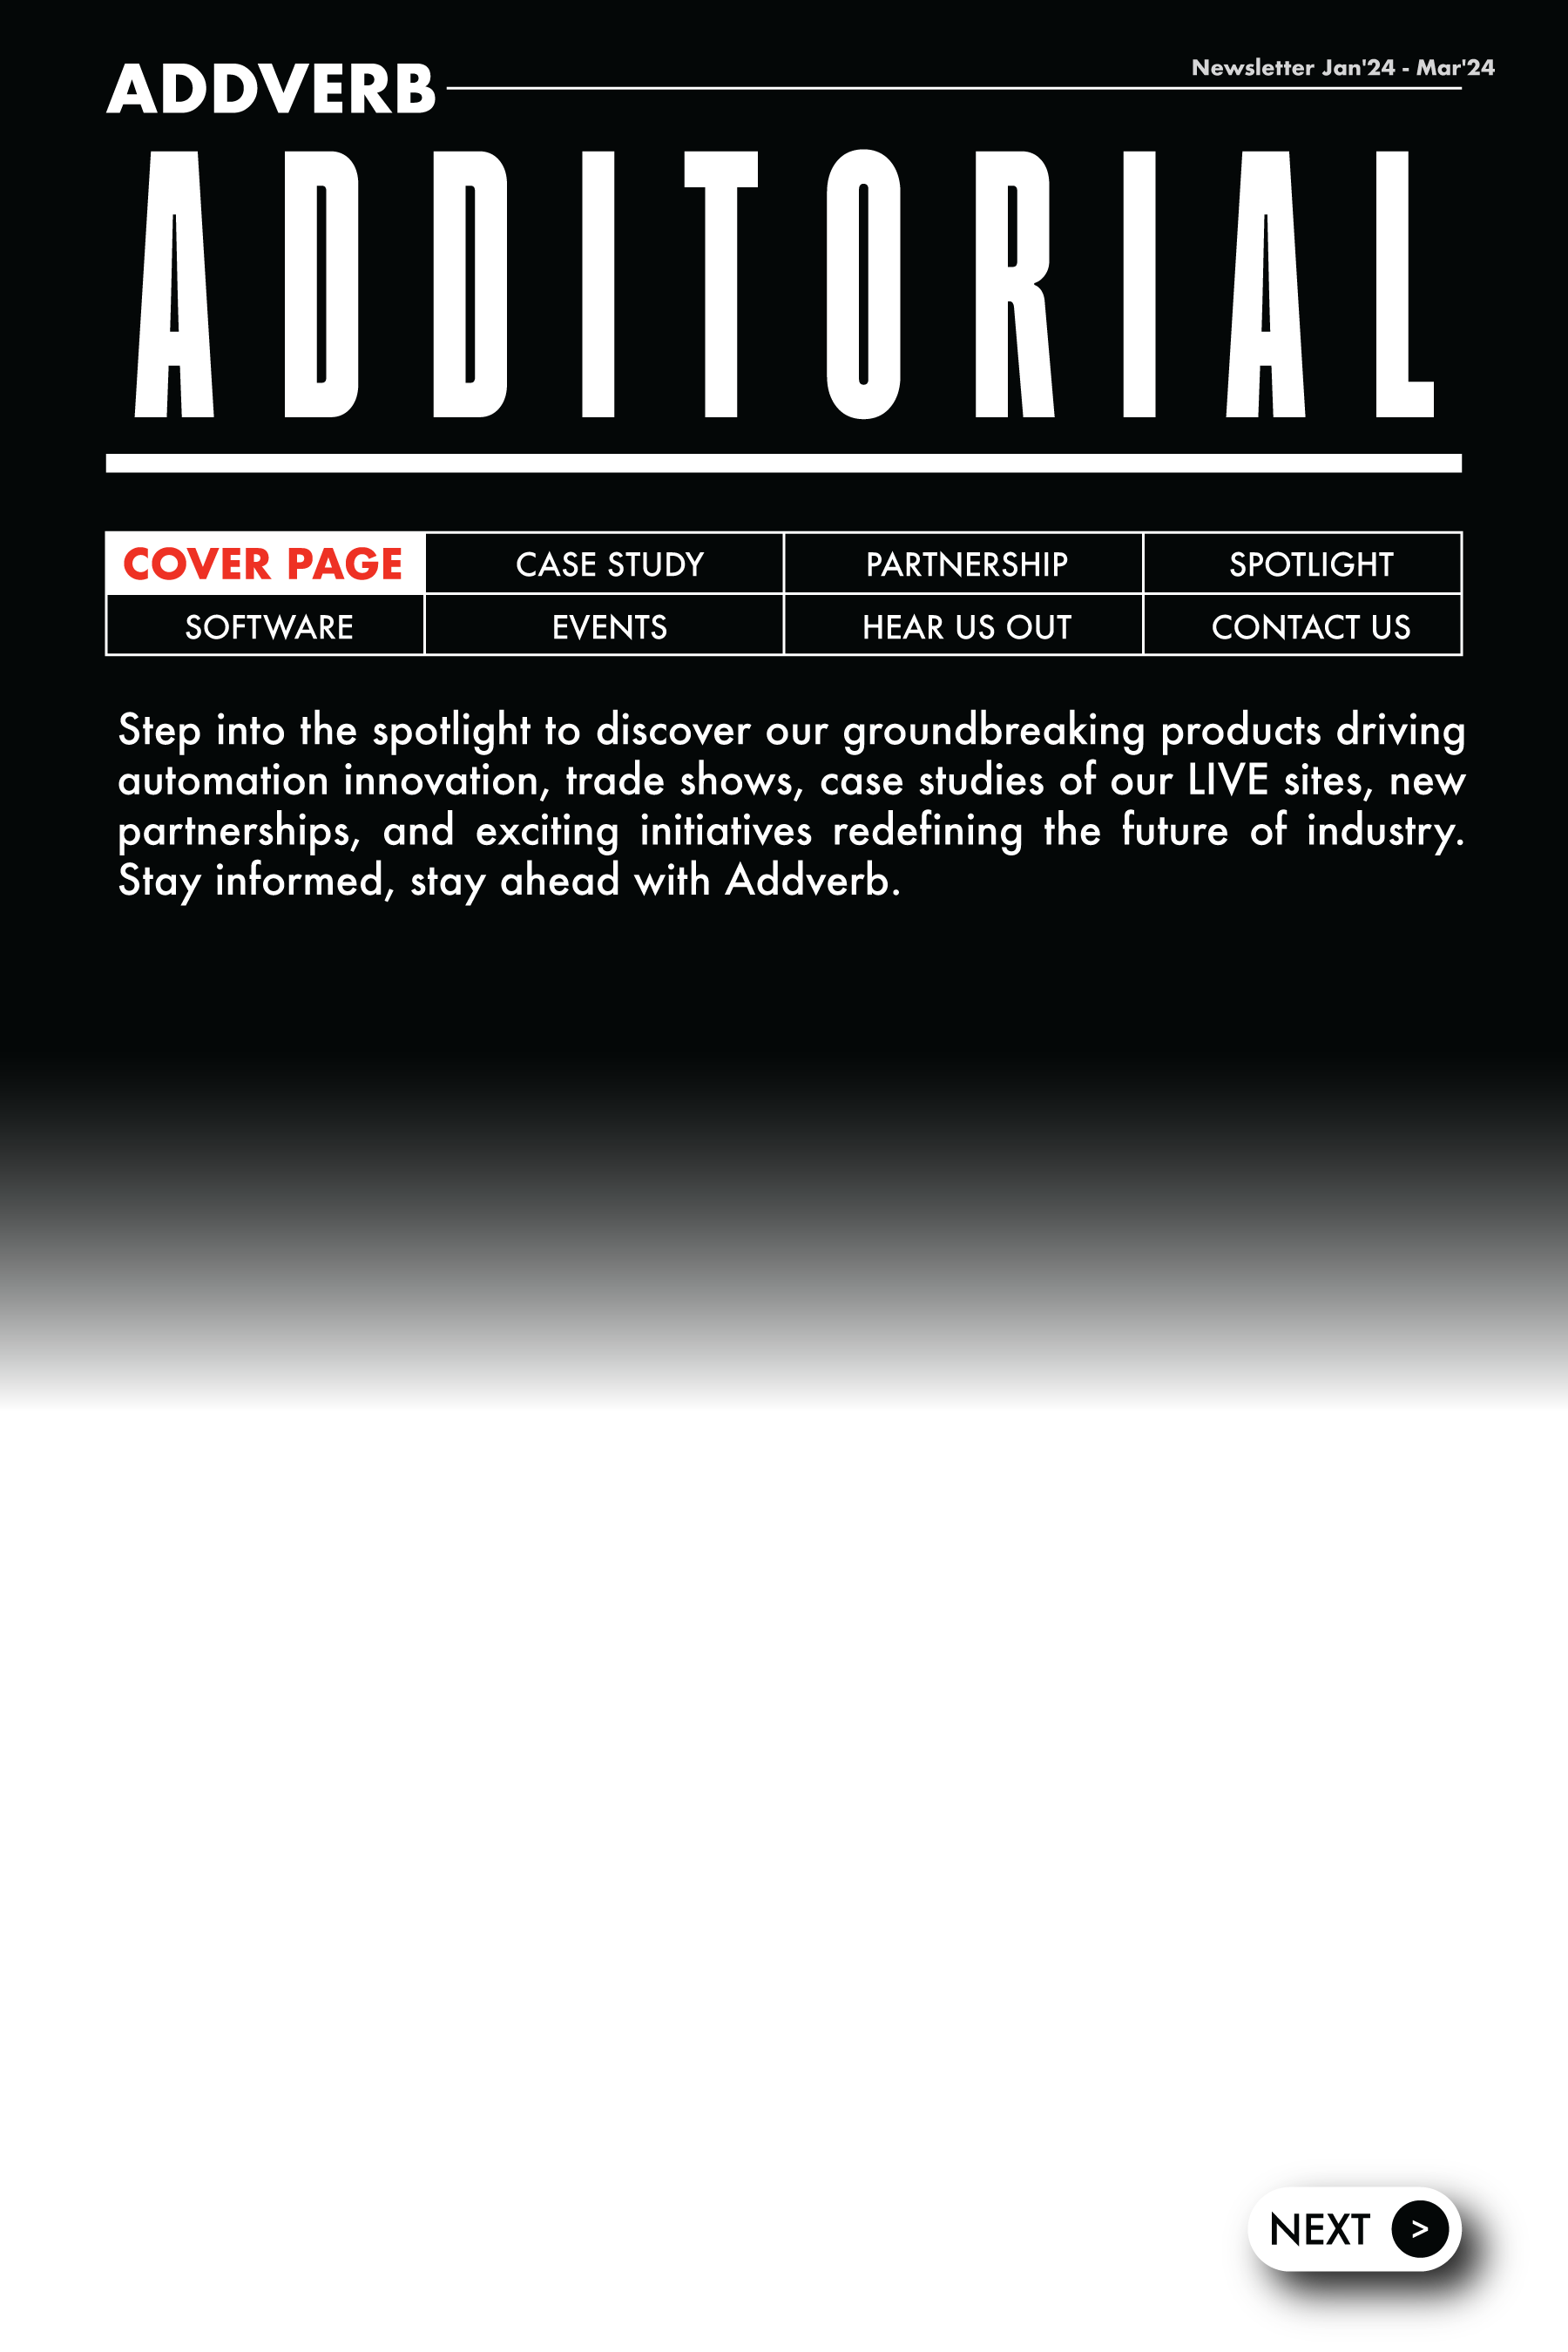 ADDVERB
Newsletter Jan'24 - Mar'24
ADDITORIAL
COVER PAGE CASE STUDY PARTNERSHIP SPOTLIGHT
SOFTWARE EVENTS HEAR US OUT CONTACT US
Step into the spotlight to discover our groundbreaking products driving
automation innovation, trade shows, case studies of our LIVE sites, new
partnerships, and exciting initiatives redefining the future of industry.
Stay informed, stay ahead with Addverb.
NEXT >